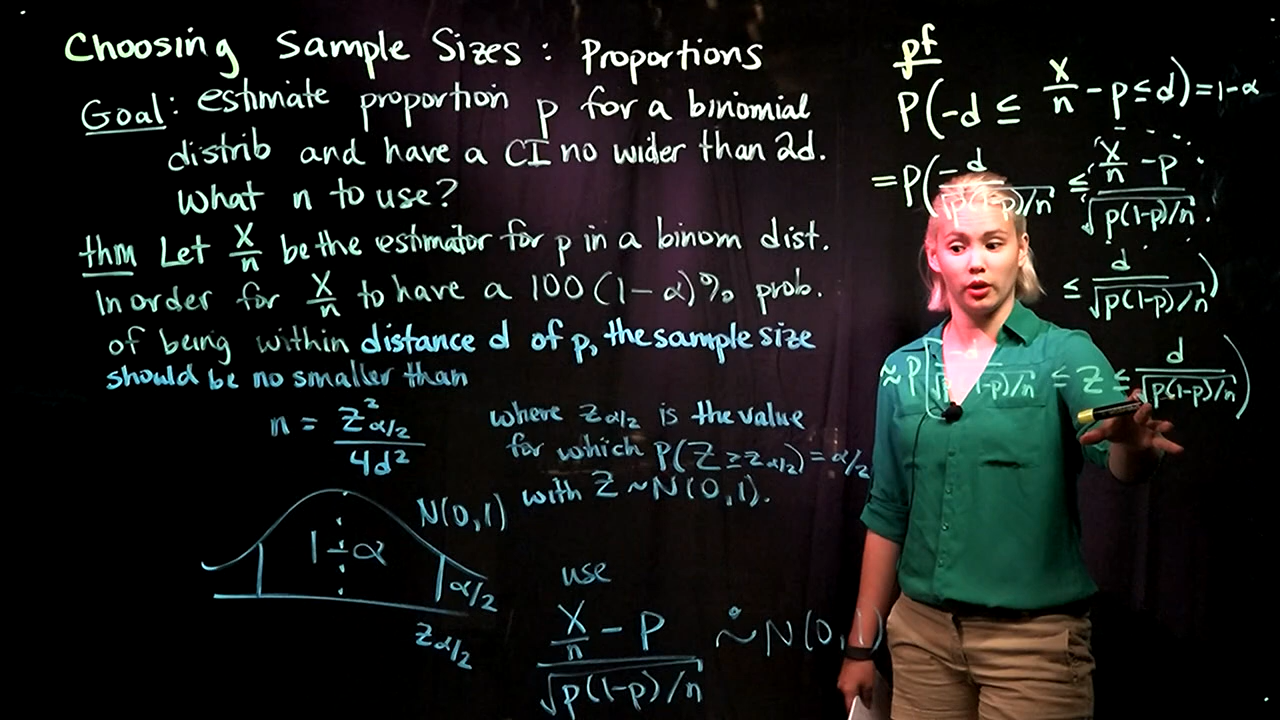 Choosing Sample Sizes: Proportions
Goal: estimate proportion p for a binomial
distrib and have a CI no wider than 2d.
What n to use?
thm Let X/n be the estimator for p in a binom dist.
In order for X/n to have a 100(1-α)% prob.
of being within distance d of p, the sample size
should be no smaller than
n = z²α/2 / 4d²
where zα/2 is the value
for which P(Z ≥ zα/2) = α/2
with Z ~ N(0,1).
N(0,1)
1-α
α/2
zα/2
use
(X/n - p) / √p(1-p)/n ~ N(0,1)
pf
P(-d ≤ X/n - p ≤ d) = 1-α
= P(-d / √p(1-p)/n ≤ (X/n - p) / √p(1-p)/n
≤ d / √p(1-p)/n)
≈ P[-d / √p(1-p)/n ≤ Z ≤ d / √p(1-p)/n)